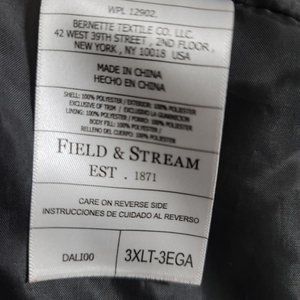 WPL 12902.
BERNETTE TEXTILE CO. LLC.
42 WEST 39TH STREET, 2ND FLOOR,
NEW YORK, NY 10018 USA
MADE IN CHINA
HECHO EN CHINA
SHELL: 100% POLYESTER / EXTERIOR: 100% POLIESTER
EXCLUSIVE OF TRIM / EXCLUSIVO DE GUARNICION
LINING: 100% POLYESTER / FORRO: 100% POLIESTER
BODY FILL: 100% POLYESTER /
RELLENO DEL CUERPO: 100% POLIESTER
FIELD & STREAM
EST. 1871
CARE ON REVERSE SIDE
INSTRUCCIONES DE CUIDADO AL REVERSO
DALI00 3XLT-3EGA